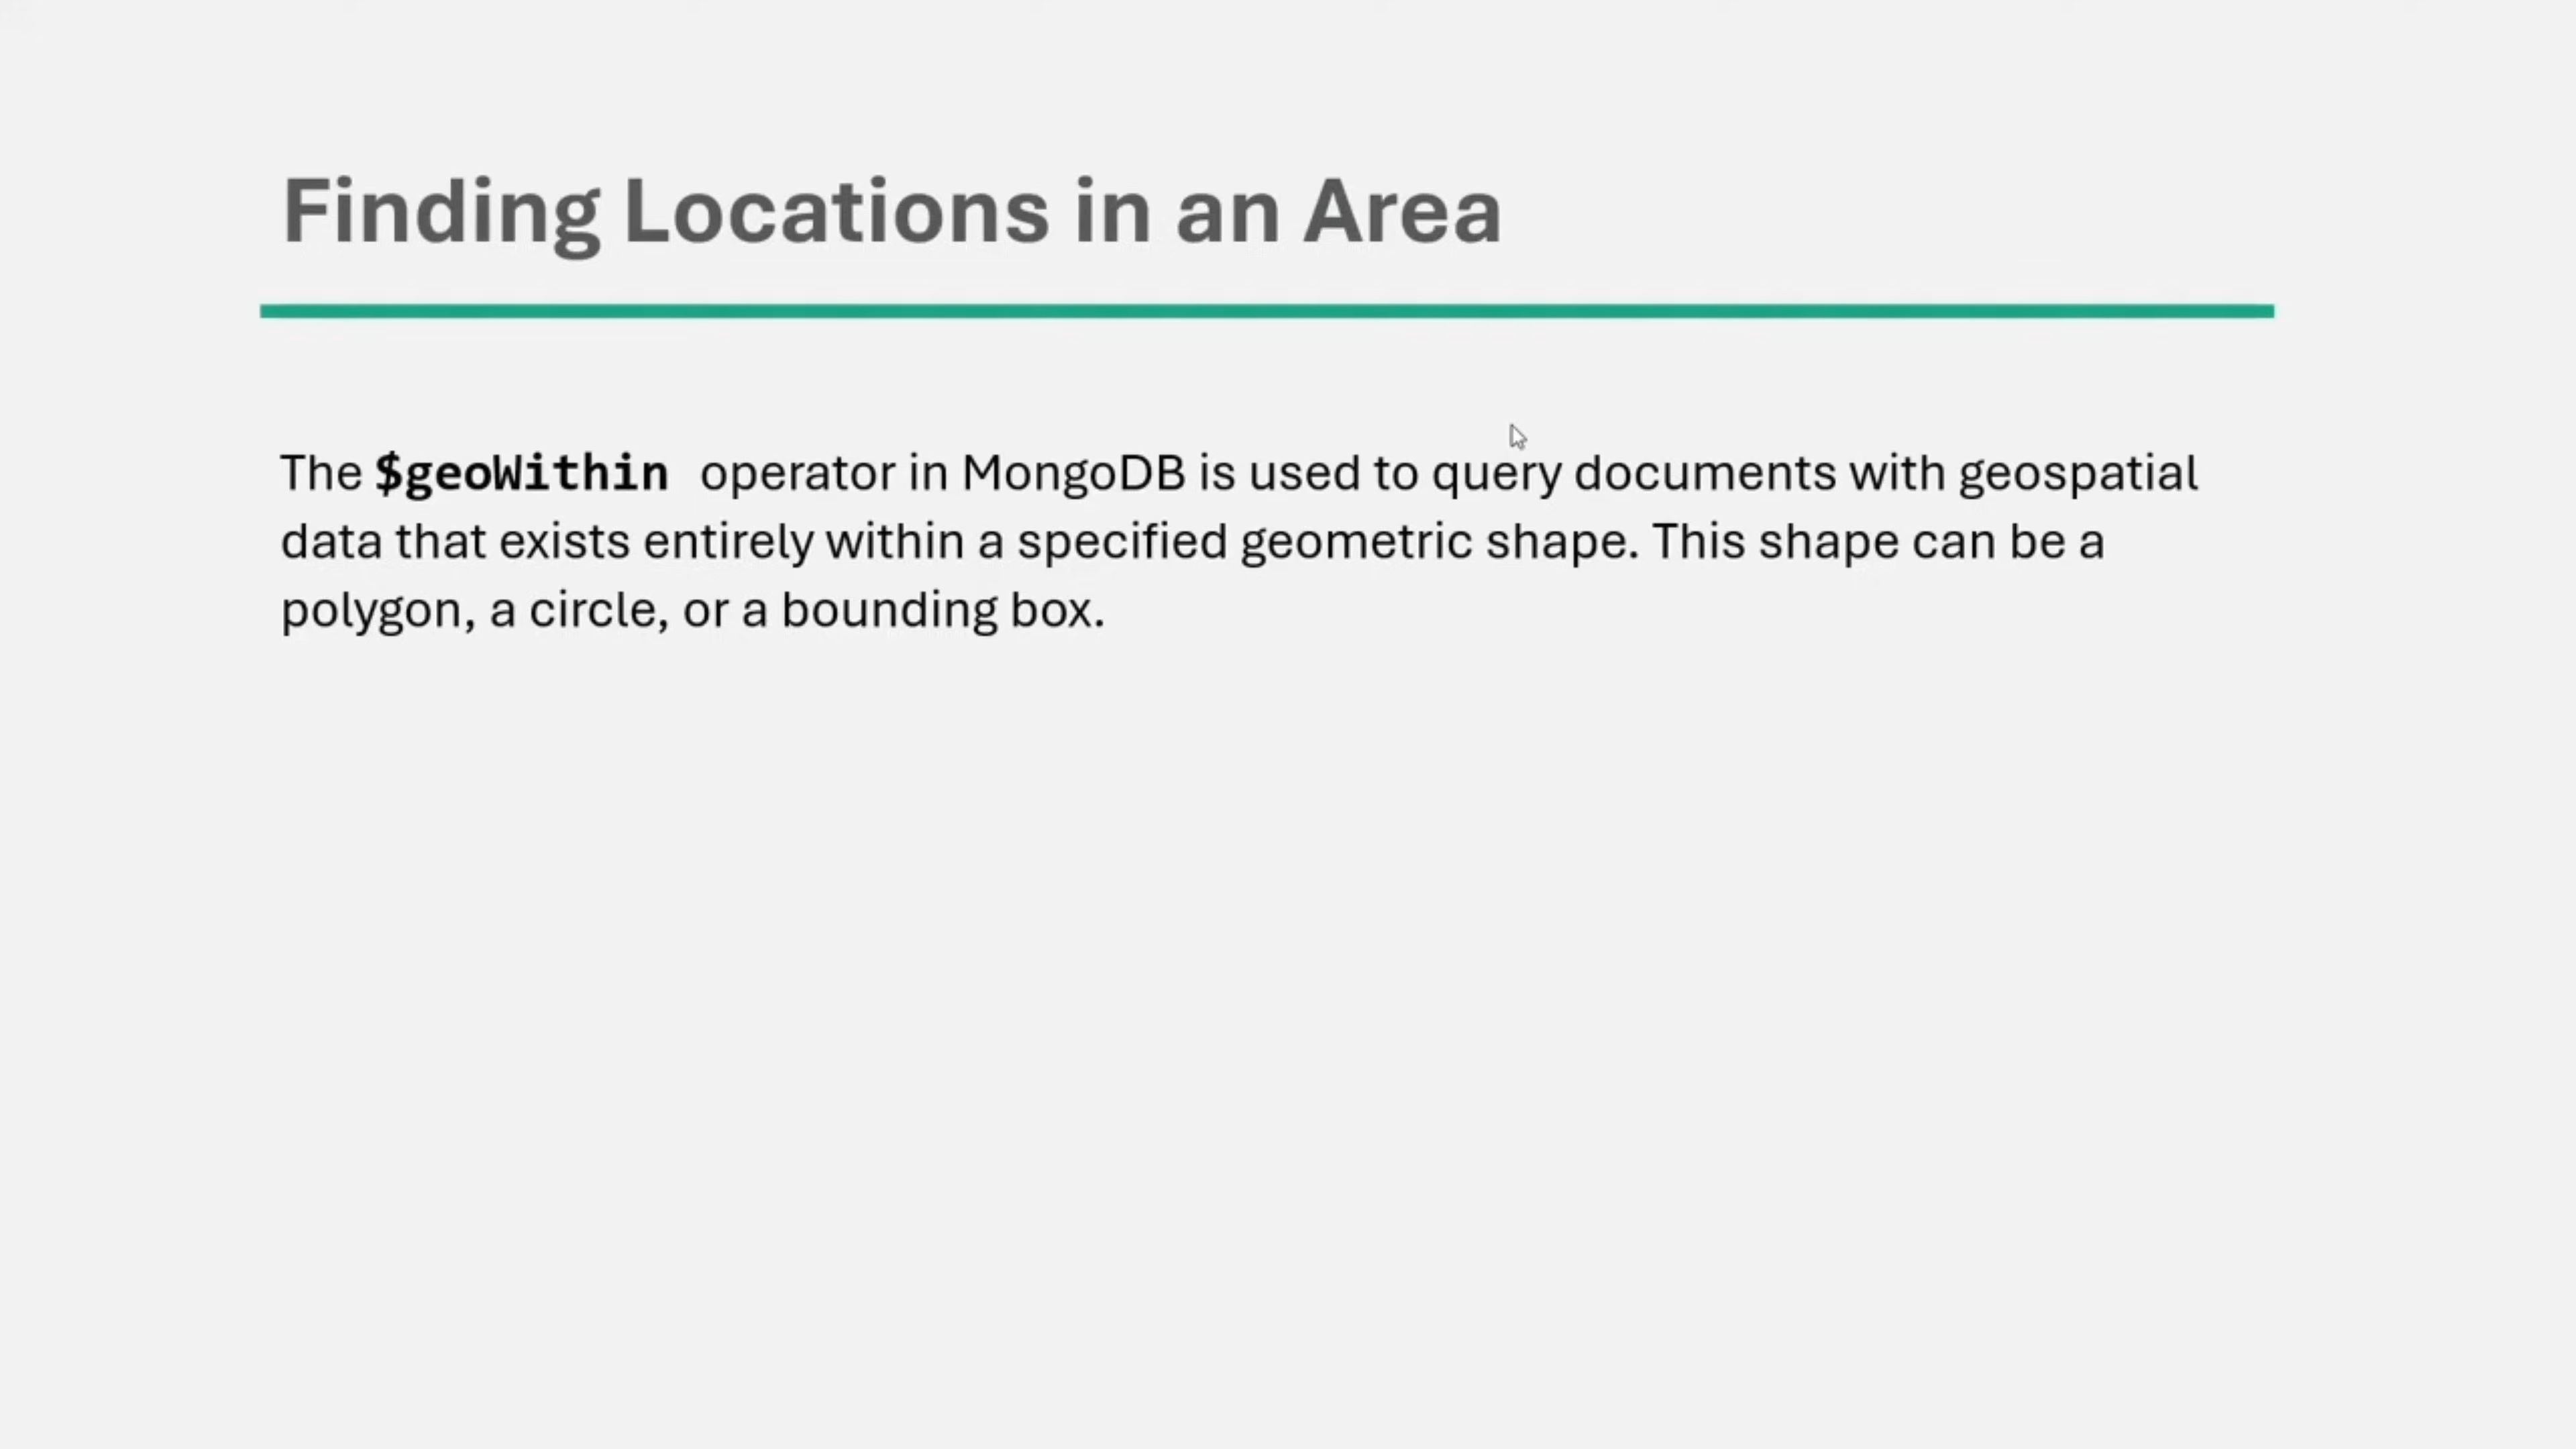 Finding Locations in an Area
The $geoWithin operator in MongoDB is used to query documents with geospatial
data that exists entirely within a specified geometric shape. This shape can be a
polygon, a circle, or a bounding box.